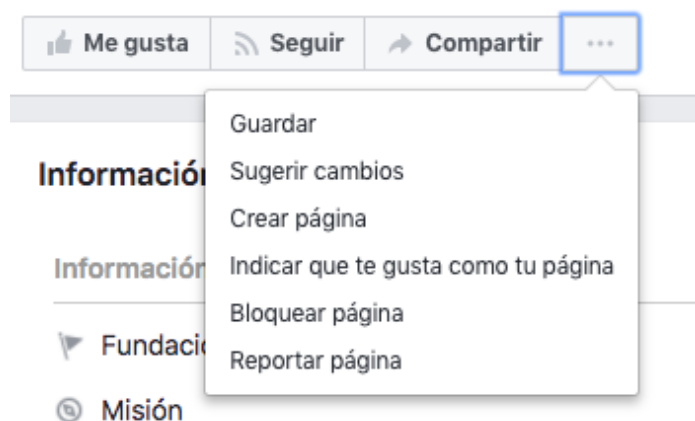 Me gusta Seguir Compartir ...
Guardar
Sugerir cambios
Crear página
Indicar que te gusta como tu página
Bloquear página
Reportar página
Misión